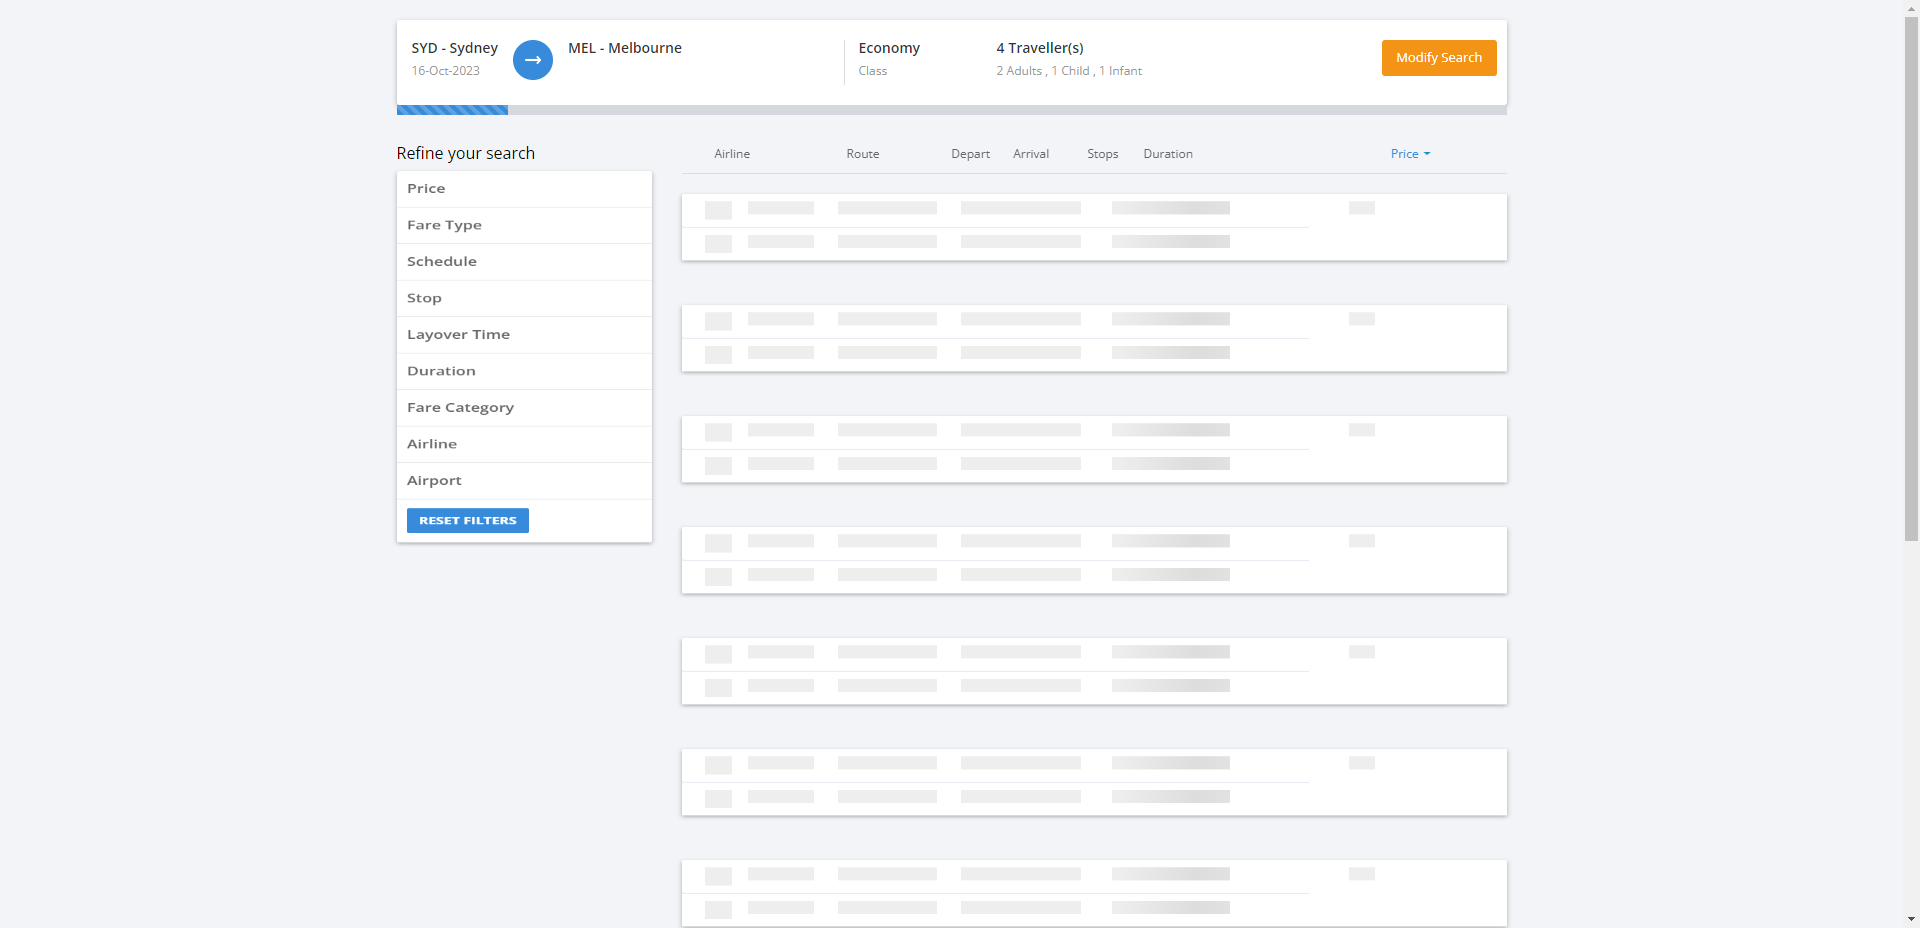 SYD - Sydney
16-Oct-2023
MEL - Melbourne
Economy
Class
4 Traveller(s)
2 Adults , 1 Child , 1 Infant
Modify Search
Refine your search
Price
Fare Type
Schedule
Stop
Layover Time
Duration
Fare Category
Airline
Airport
RESET FILTERS
Airline Route Depart Arrival Stops Duration Price